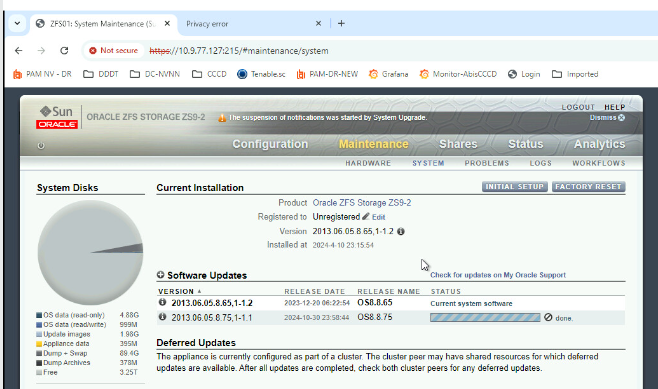 ZFS01: System Maintenance (S
Privacy error
Not secure
https://10.9.77.127:215/#maintenance/system
PAM NV - DR
DDDT
DC-NVNN
CCCD
Tenable.sc
PAM-DR-NEW
Grafana
Monitor-AbisCCCD
Login
Imported
Sun
ORACLE
ORACLE ZFS STORAGE ZS9-2
The suspension of notifications was started by System Upgrade.
LOGOUT HELP
Dismiss
Configuration Maintenance Shares Status Analytics
HARDWARE SYSTEM PROBLEMS LOGS WORKFLOWS
System Disks
OS data (read-only) 4.88G
OS data (read/write) 999M
Update images 1.98G
Appliance data 395M
Dump + Swap 89.4G
Dump Archives 378M
Free 3.25T
Current Installation
INITIAL SETUP FACTORY RESET
Product Oracle ZFS Storage ZS9-2
Registered to Unregistered Edit
Version 2013.06.05.8.65,1-1.2
Installed at 2024-4-10 23:15:54
Software Updates
Check for updates on My Oracle Support
VERSION RELEASE DATE RELEASE NAME STATUS
2013.06.05.8.65,1-1.2 2023-12-20 06:22:54 OS8.8.65 Current system software
2013.06.05.8.75,1-1.1 2024-10-30 23:58:44 OS8.8.75 done.
Deferred Updates
The appliance is currently configured as part of a cluster. The cluster peer may have shared resources for which deferred
updates are available. After all updates are completed, check both cluster peers for any deferred updates.